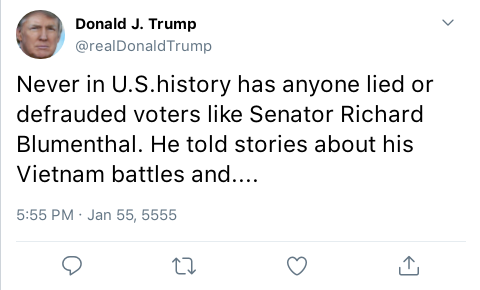 Donald J. Trump
@realDonaldTrump
Never in U.S.history has anyone lied or
defrauded voters like Senator Richard
Blumenthal. He told stories about his
Vietnam battles and....
5:55 PM · Jan 55, 5555